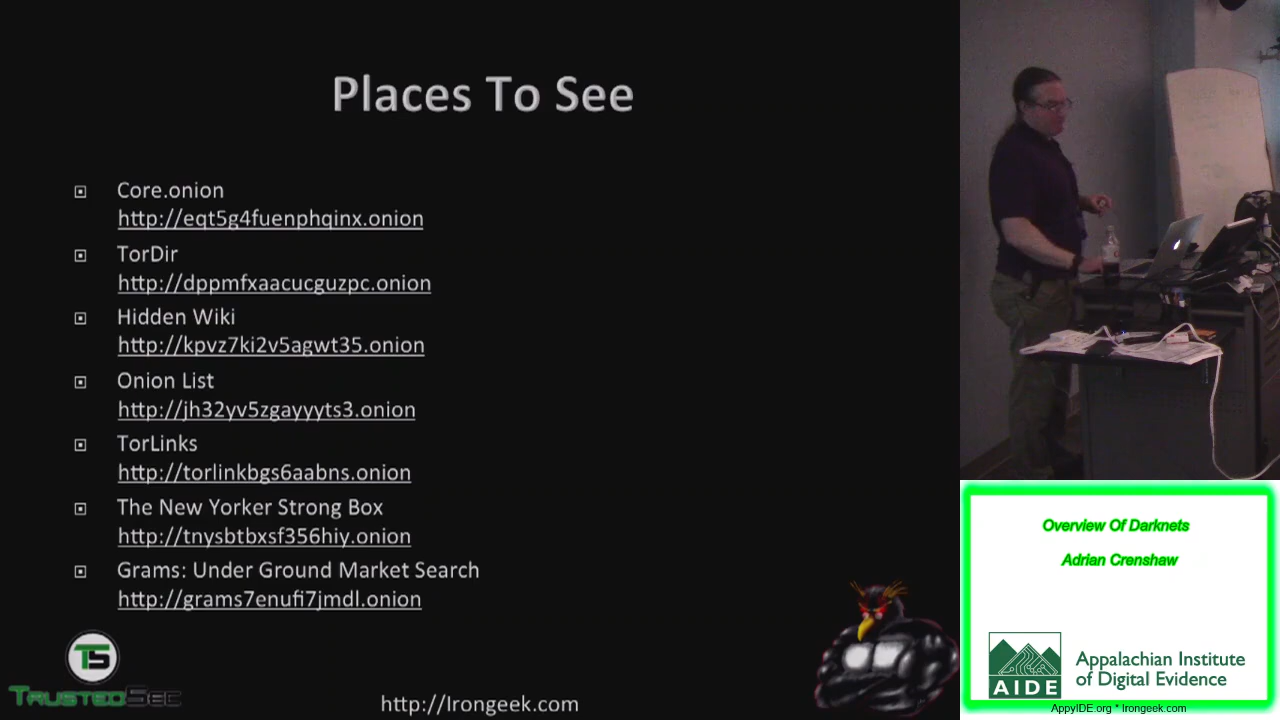 Places To See
Core.onion
http://eqt5g4fuenphqinx.onion
TorDir
http://dppmfxaacucguzpc.onion
Hidden Wiki
http://kpvz7ki2v5agwt35.onion
Onion List
http://jh32yv5zgayyyts3.onion
TorLinks
http://torlinkbgs6aabns.onion
The New Yorker Strong Box
http://tnysbtbxsf356hiy.onion
Grams: Under Ground Market Search
http://grams7enufi7jmdl.onion
TS
TrustedSec
http://Irongeek.com
Overview Of Darknets
Adrian Crenshaw
AIDE
Appalachian Institute
of Digital Evidence
AppyIDE.org * Irongeek.com